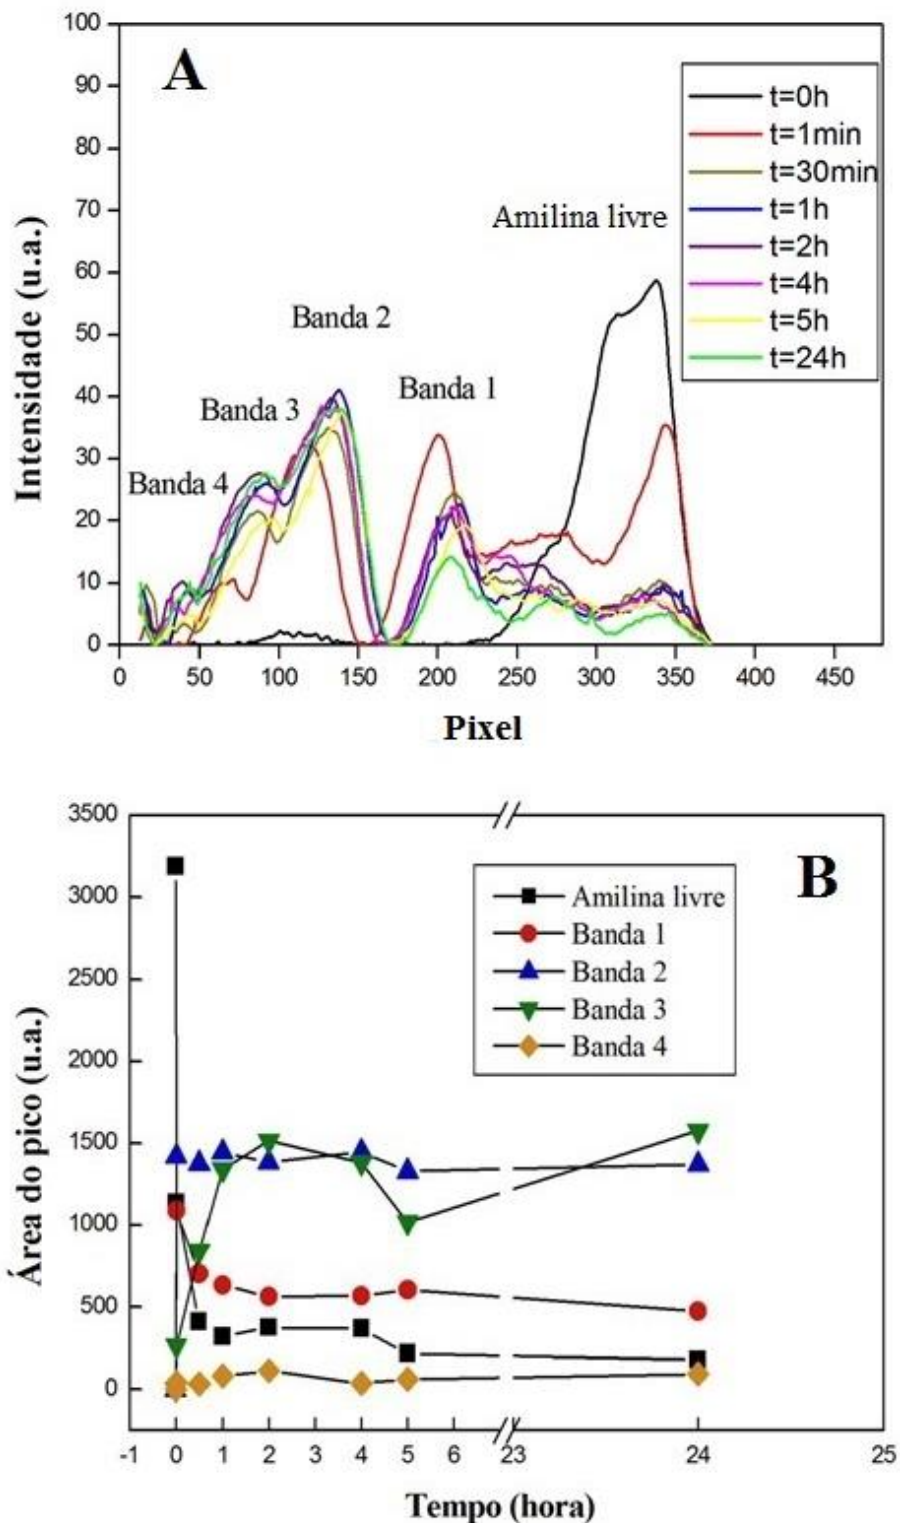 A
100
90
80
70
60
50
40
30
20
10
0
Intensidade (u.a.)
t=0h
t=1min
t=30min
t=1h
t=2h
t=4h
t=5h
t=24h
Amilina livre
Banda 2
Banda 1
Banda 3
Banda 4
0 50 100 150 200 250 300 350 400 450
Pixel
B
3500
3000
2500
2000
1500
1000
500
0
Área do pico (u.a.)
Amilina livre
Banda 1
Banda 2
Banda 3
Banda 4
-1 0 1 2 3 4 5 6 23 24 25
Tempo (hora)